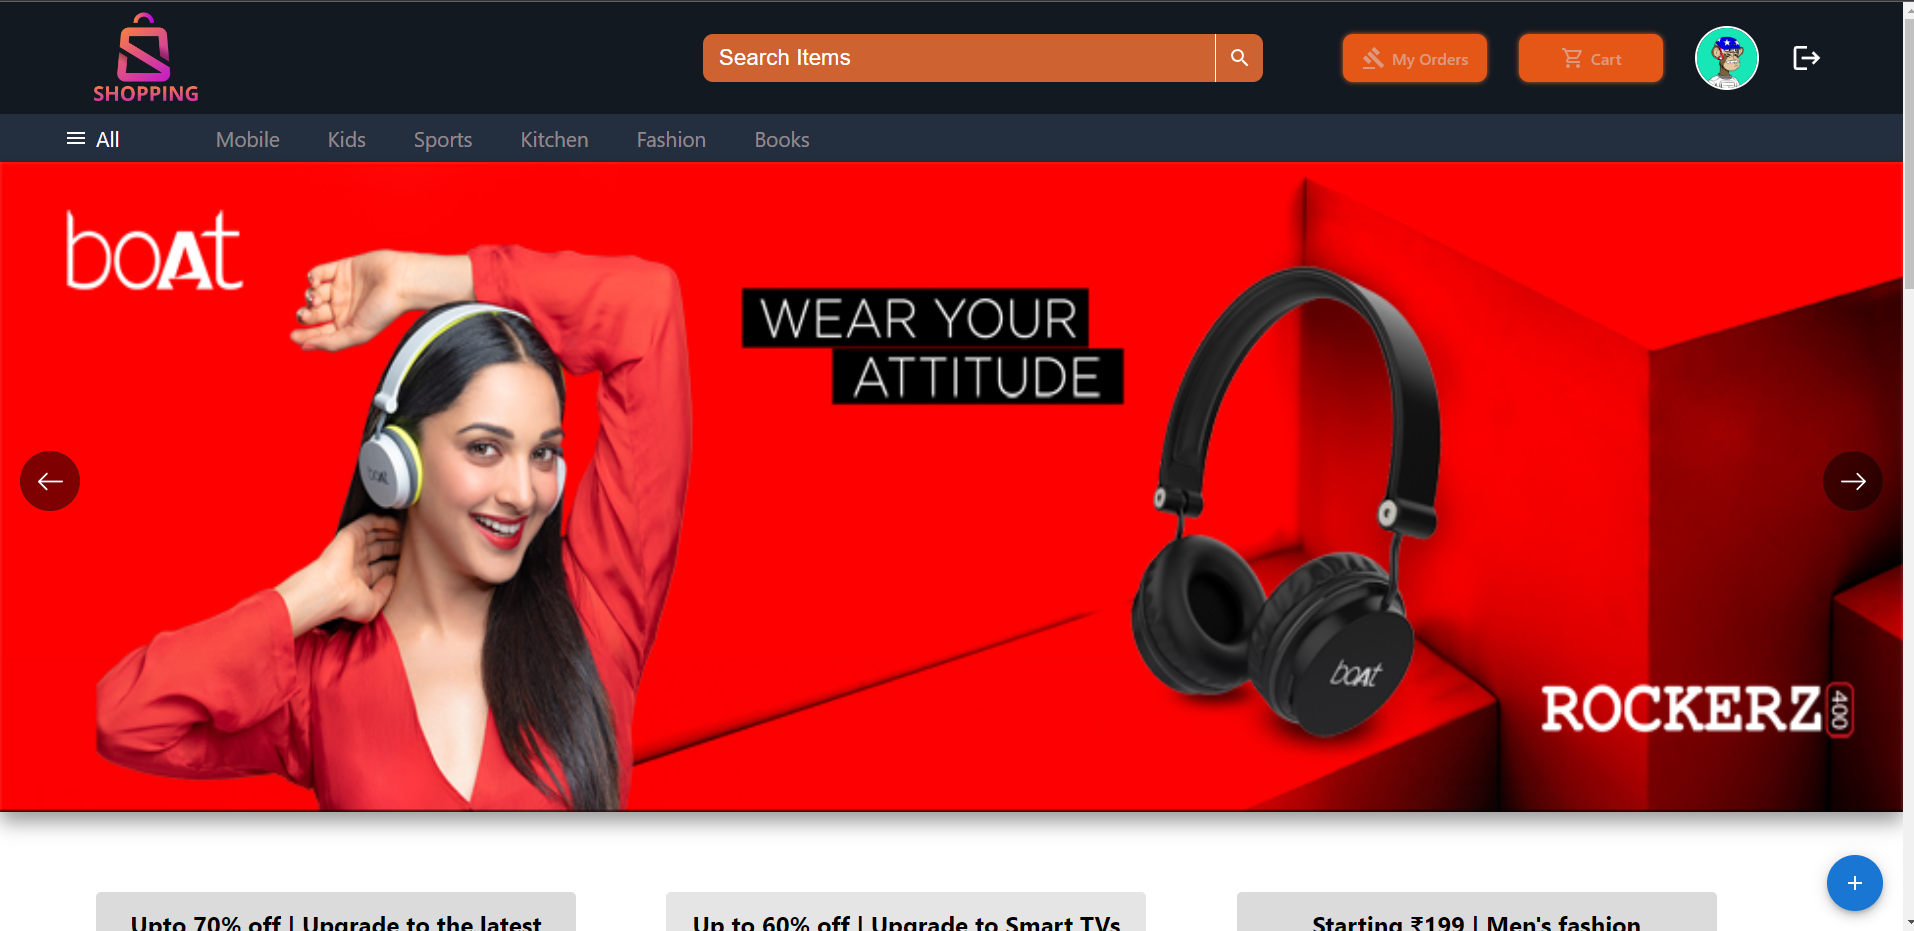 SHOPPING
Search Items
My Orders
Cart
All
Mobile
Kids
Sports
Kitchen
Fashion
Books
boAt
WEAR YOUR
ATTITUDE
boAt
boAt
ROCKERZ 400
Upto 70% off | Upgrade to the latest
Up to 60% off | Upgrade to Smart TVs
Starting ₹199 | Men's fashion